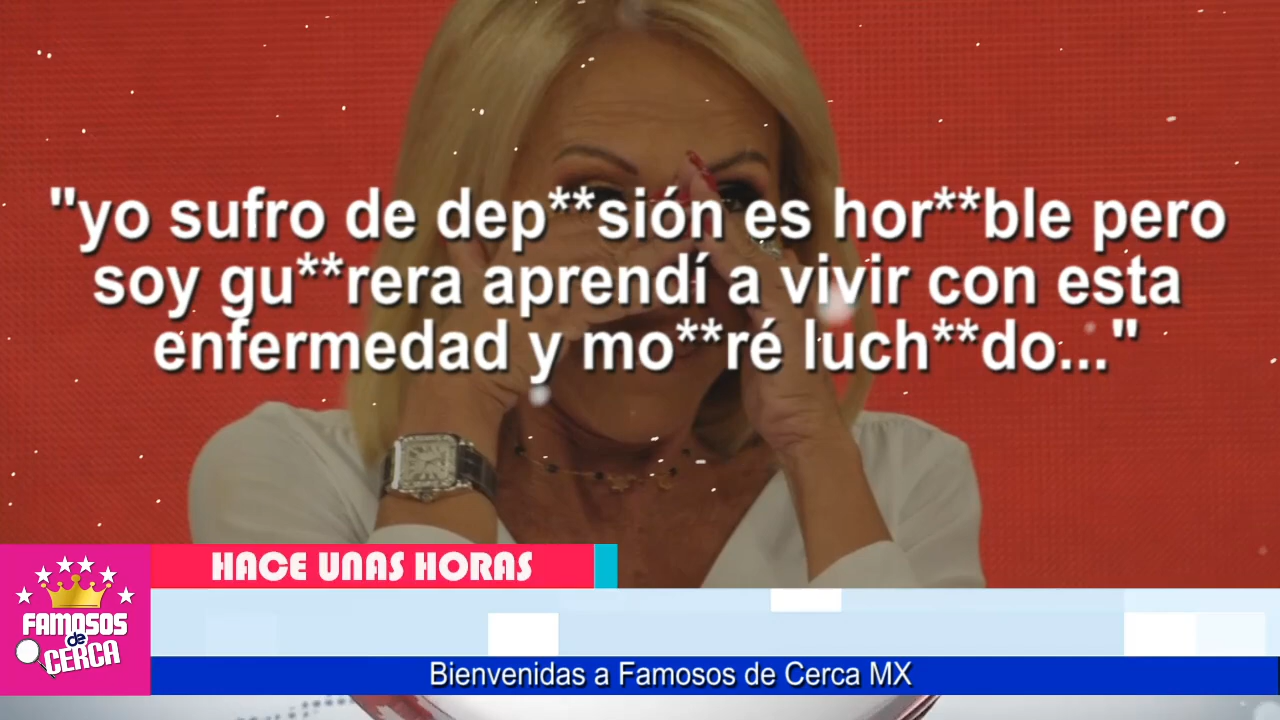 "yo sufro de dep**sión es hor**ble pero
soy gu**rera aprendí a vivir con esta
enfermedad y mo**ré luch**do..."
HACE UNAS HORAS
FAMOSOS
de
CERCA
Bienvenidas a Famosos de Cerca MX